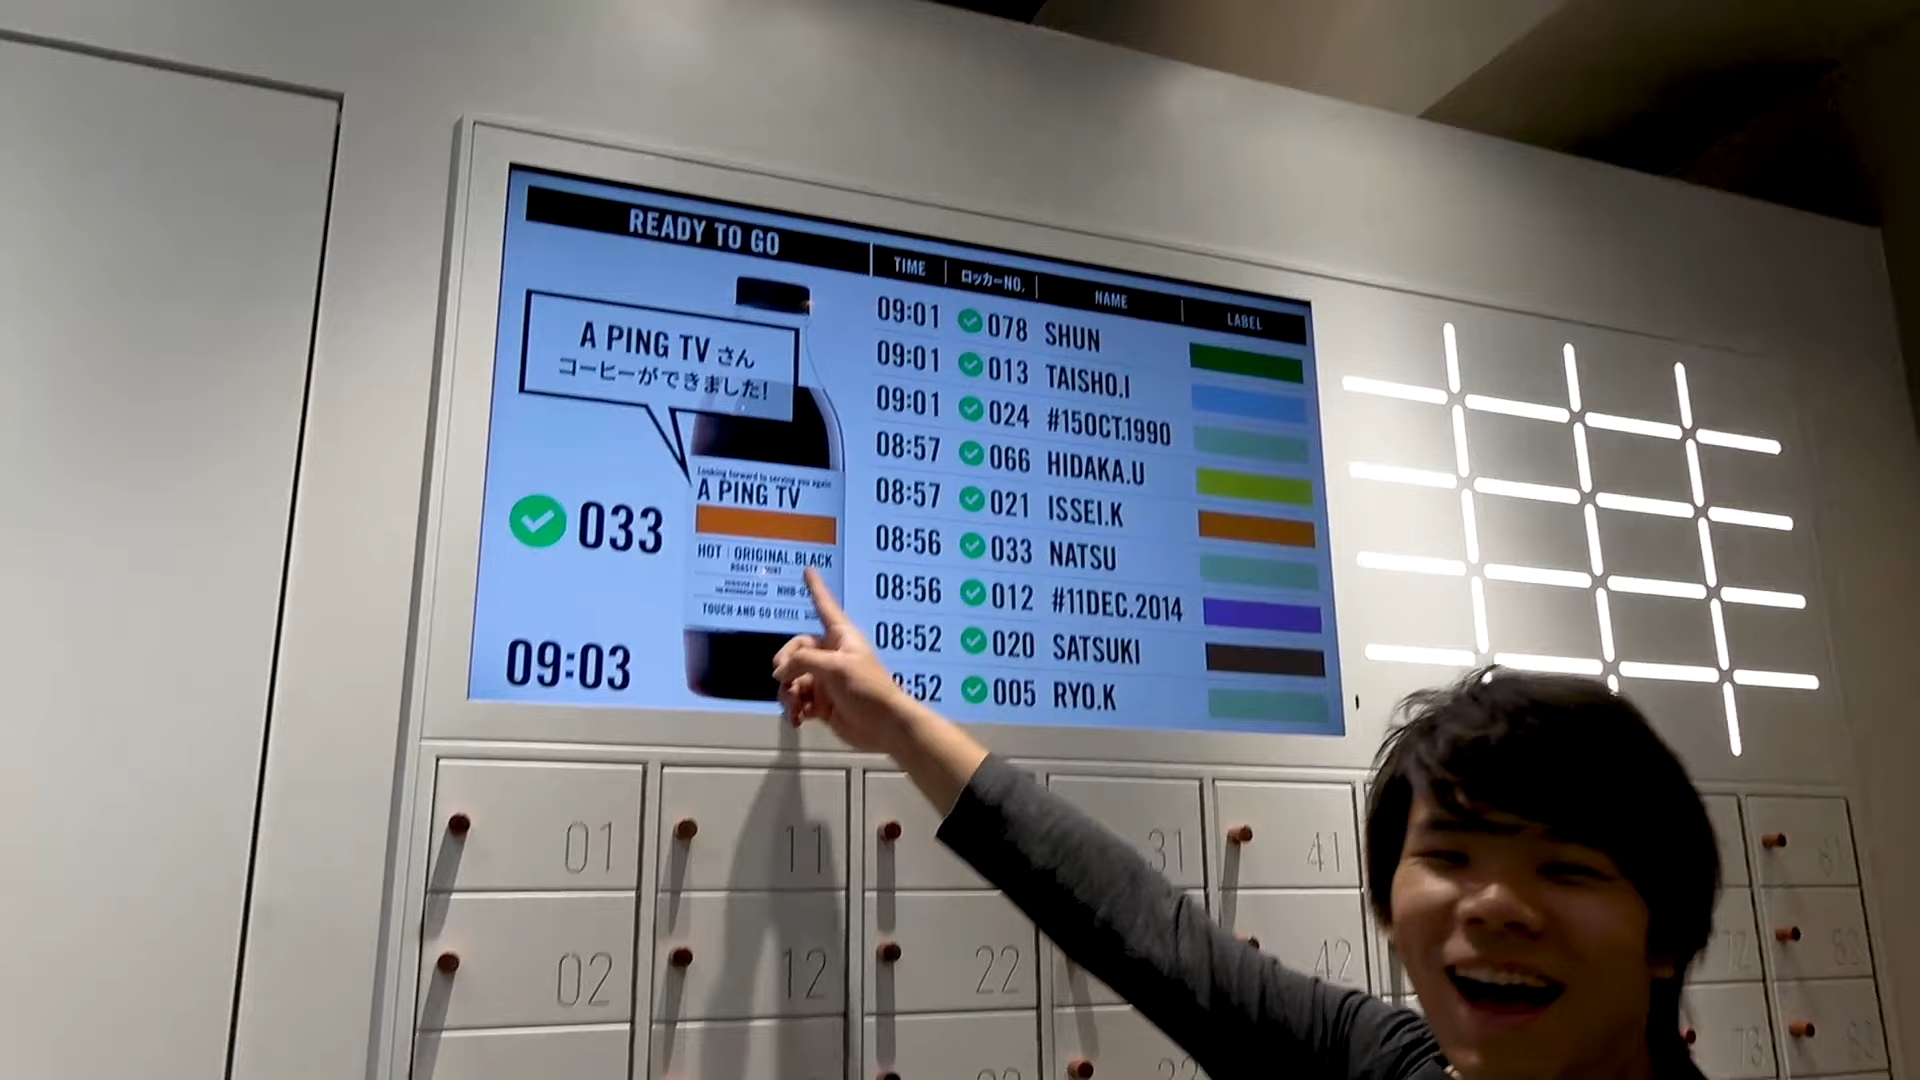 READY TO GO
A PING TV さん
コーヒーができました!
033
09:03
Looking forward to serving you again
A PING TV
HOT ORIGINAL.BLACK
TOUCH-AND-GO COFFEE
TIME ロッカーNO. NAME LABEL
09:01 078 SHUN
09:01 013 TAISHO.I
09:01 024 #15OCT.1990
08:57 066 HIDAKA.U
08:57 021 ISSEI.K
08:56 033 NATSU
08:56 012 #11DEC.2014
08:52 020 SATSUKI
:52 005 RYO.K
01 11 31 41
02 12 22 42